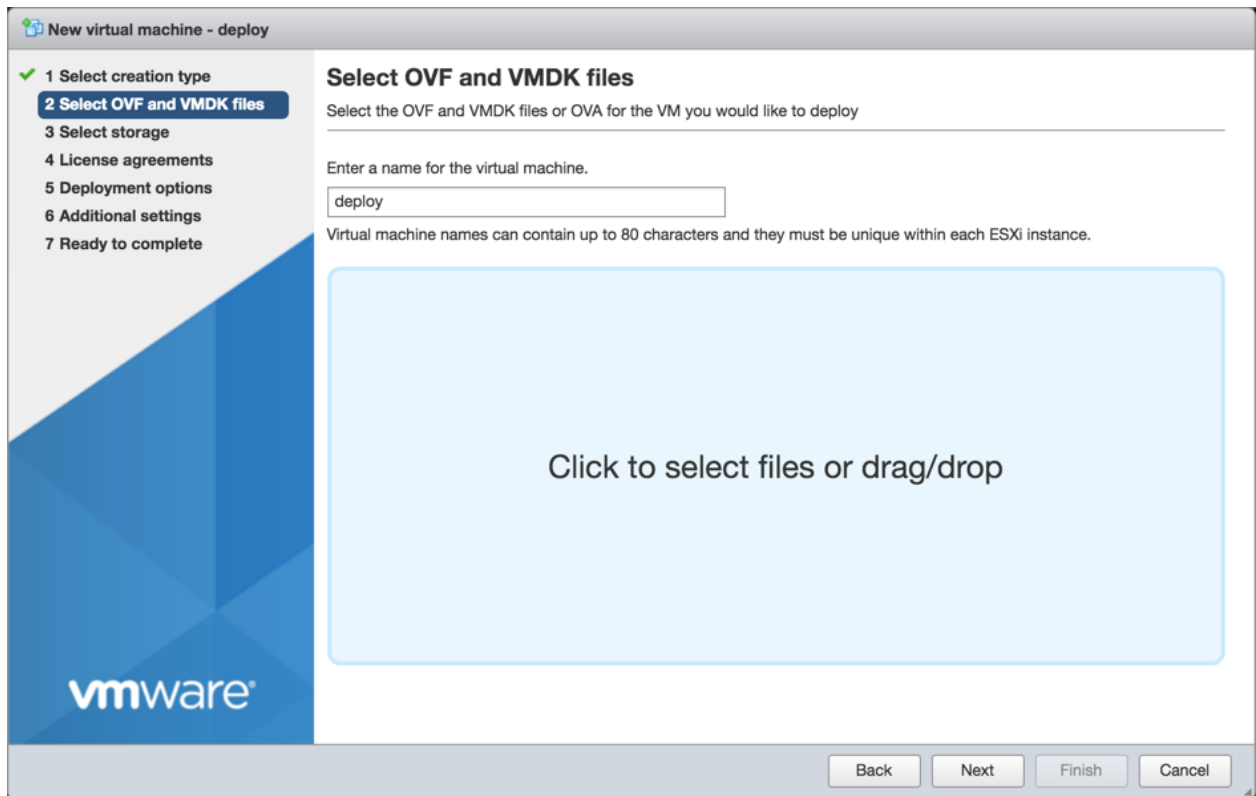 New virtual machine - deploy
1 Select creation type
2 Select OVF and VMDK files
3 Select storage
4 License agreements
5 Deployment options
6 Additional settings
7 Ready to complete
vmware®
Select OVF and VMDK files
Select the OVF and VMDK files or OVA for the VM you would like to deploy
Enter a name for the virtual machine.
deploy
Virtual machine names can contain up to 80 characters and they must be unique within each ESXi instance.
Click to select files or drag/drop
Back
Next
Finish
Cancel